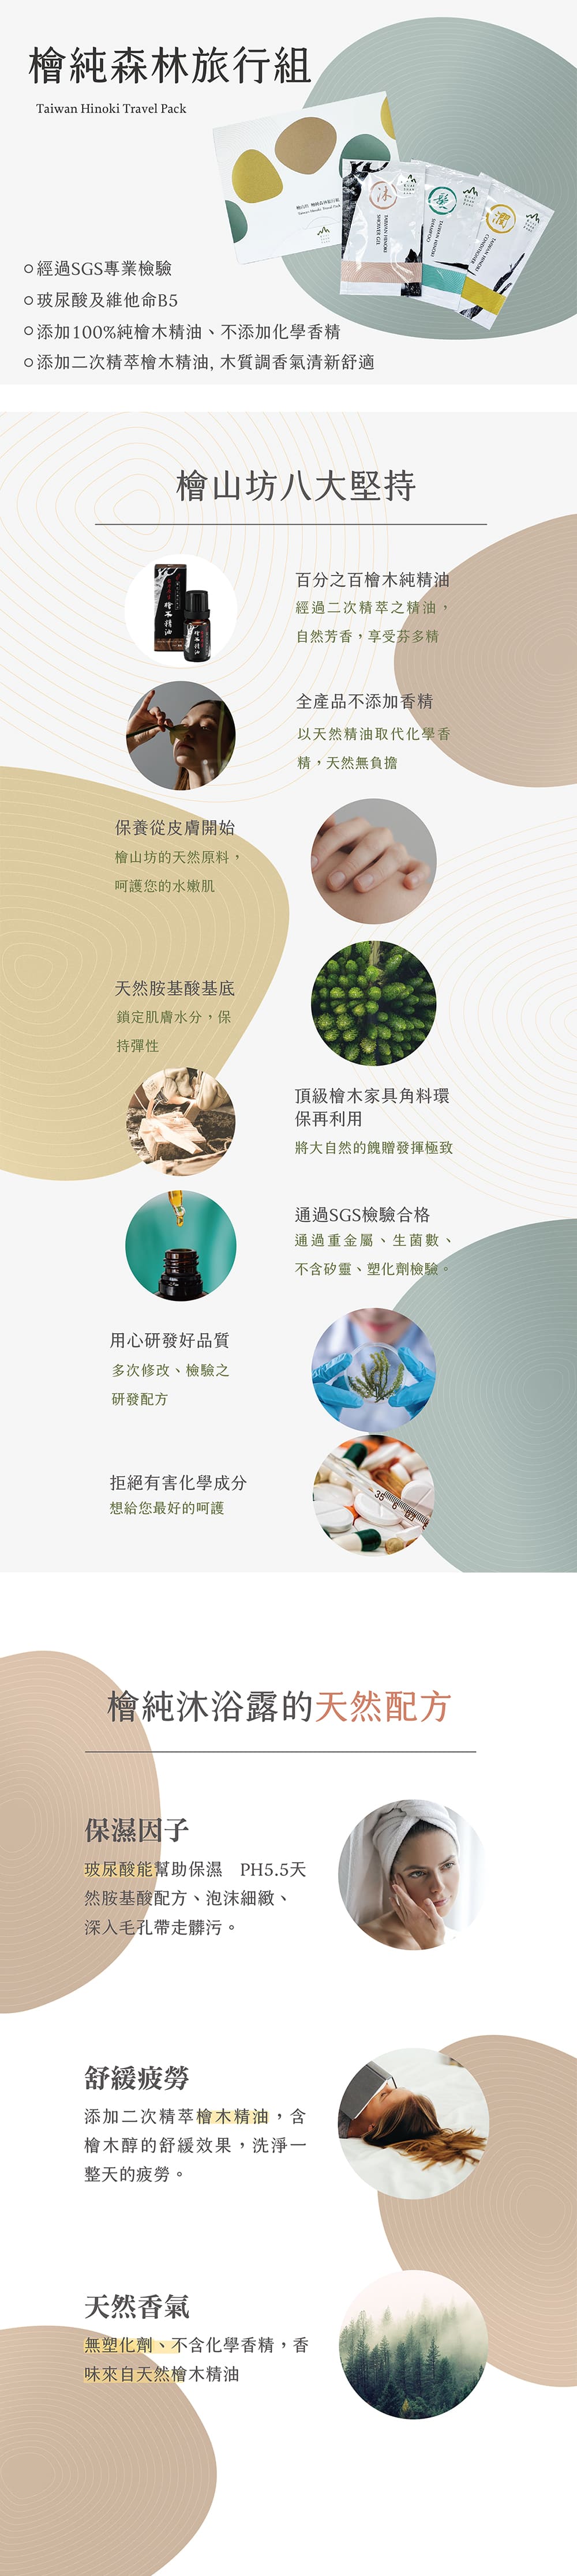 檜純森林旅行組
Taiwan Hinoki Travel Pack
沐
TAIWAN HINOKI
SHOWER GEL
髮
TAIWAN HINOKI
SHAMPOO
潤
TAIWAN HINOKI
CONDITIONER
經過SGS專業檢驗
玻尿酸及維他命B5
添加100%純檜木精油、不添加化學香精
添加二次精萃檜木精油, 木質調香氣清新舒適
檜山坊八大堅持
檜木精油
百分之百檜木純精油
經過二次精萃之精油，
自然芳香，享受芬多精
全產品不添加香精
以天然精油取代化學香
精，天然無負擔
保養從皮膚開始
檜山坊的天然原料，
呵護您的水嫩肌
天然胺基酸基底
鎖定肌膚水分，保
持彈性
頂級檜木家具角料環
保再利用
將大自然的餽贈發揮極致
通過SGS檢驗合格
通過重金屬、生菌數、
不含矽靈、塑化劑檢驗。
用心研發好品質
多次修改、檢驗之
研發配方
拒絕有害化學成分
想給您最好的呵護
檜純沐浴露的天然配方
保濕因子
玻尿酸能幫助保濕　PH5.5天
然胺基酸配方、泡沫細緻、
深入毛孔帶走髒污。
舒緩疲勞
添加二次精萃檜木精油，含
檜木醇的舒緩效果，洗淨一
整天的疲勞。
天然香氣
無塑化劑、不含化學香精，香
味來自天然檜木精油